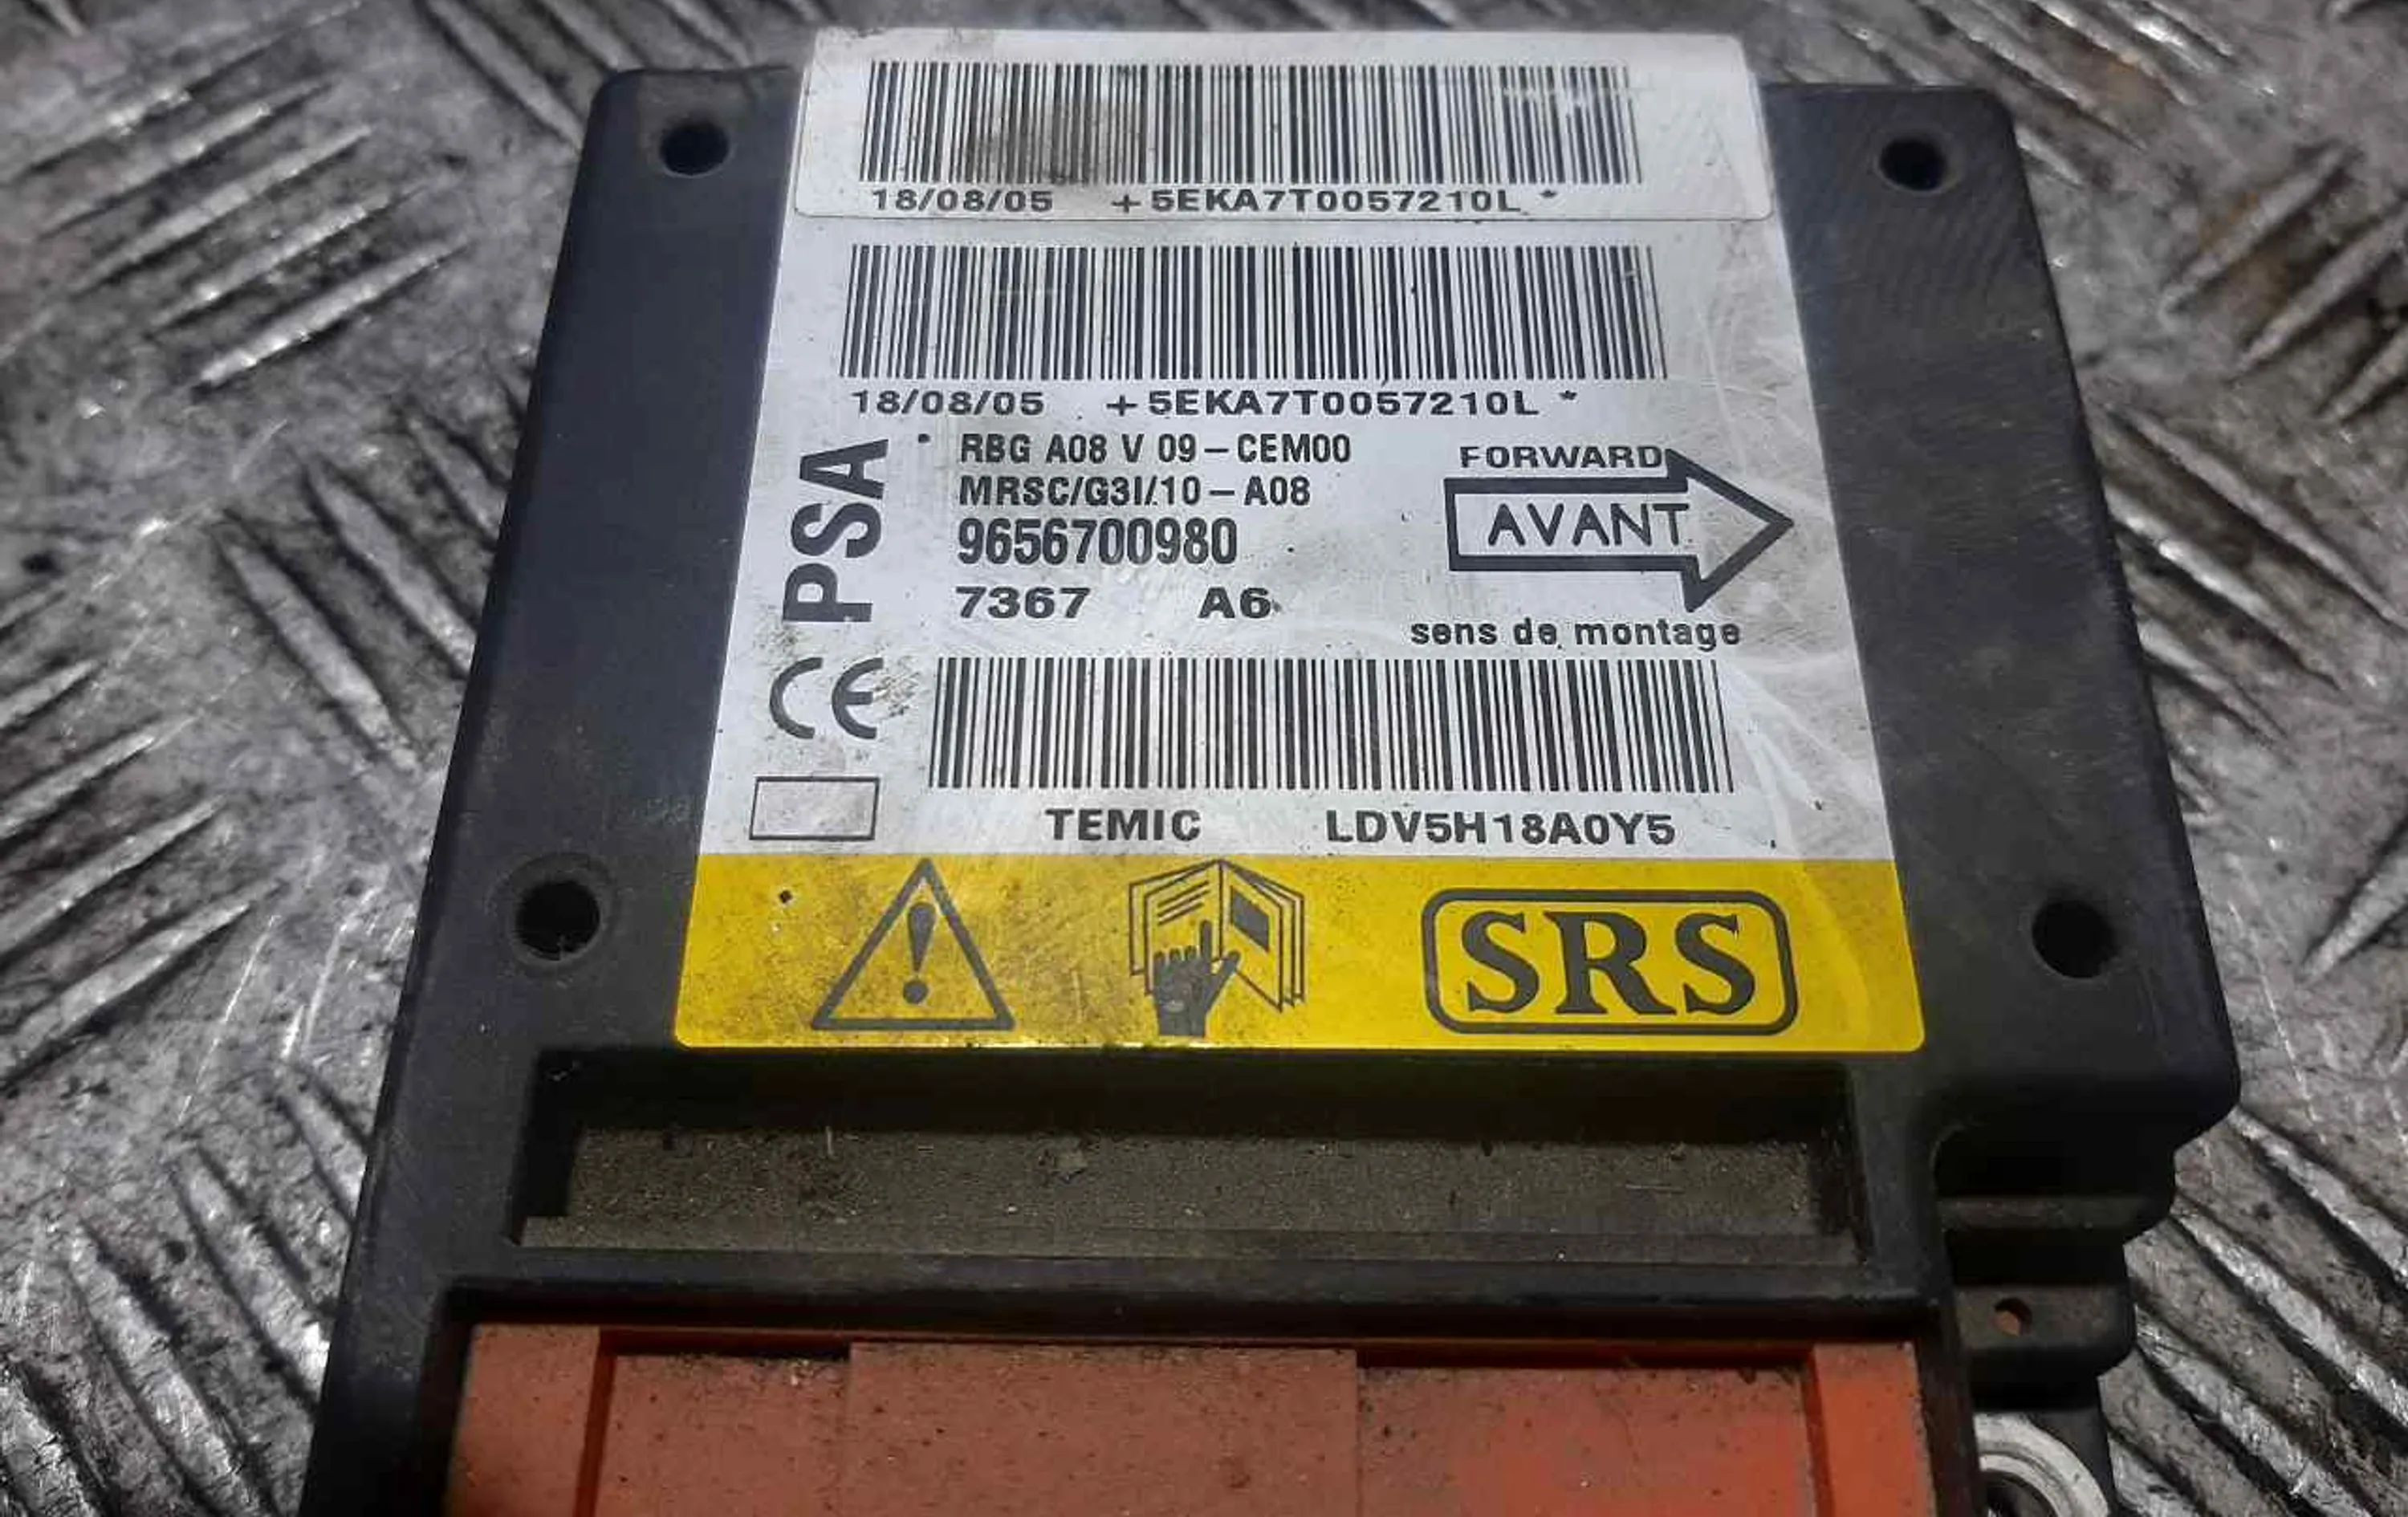 18/08/05 +5EKA7T0057210L *
18/08/05 +5EKA7T0057210L *
PSA
RBG A08 V 09-CEM00
MRSC/G3I/10-A08
9656700980
7367 A6
FORWARD
AVANT
sens de montage
CE
TEMIC LDV5H18A0Y5
SRS